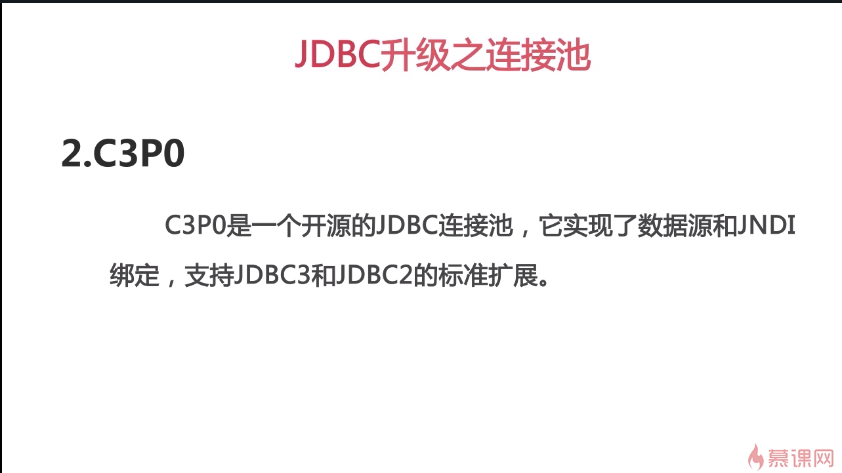 JDBC升级之连接池
2.C3P0
C3P0是一个开源的JDBC连接池，它实现了数据源和JNDI
绑定，支持JDBC3和JDBC2的标准扩展。
慕课网